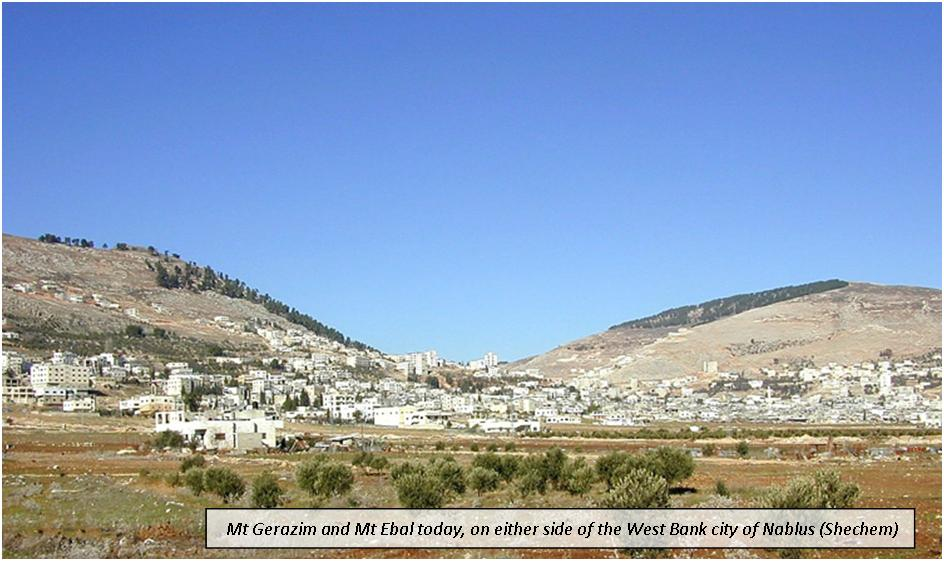 Mt Gerazim and Mt Ebal today, on either side of the West Bank city of Nablus (Shechem)